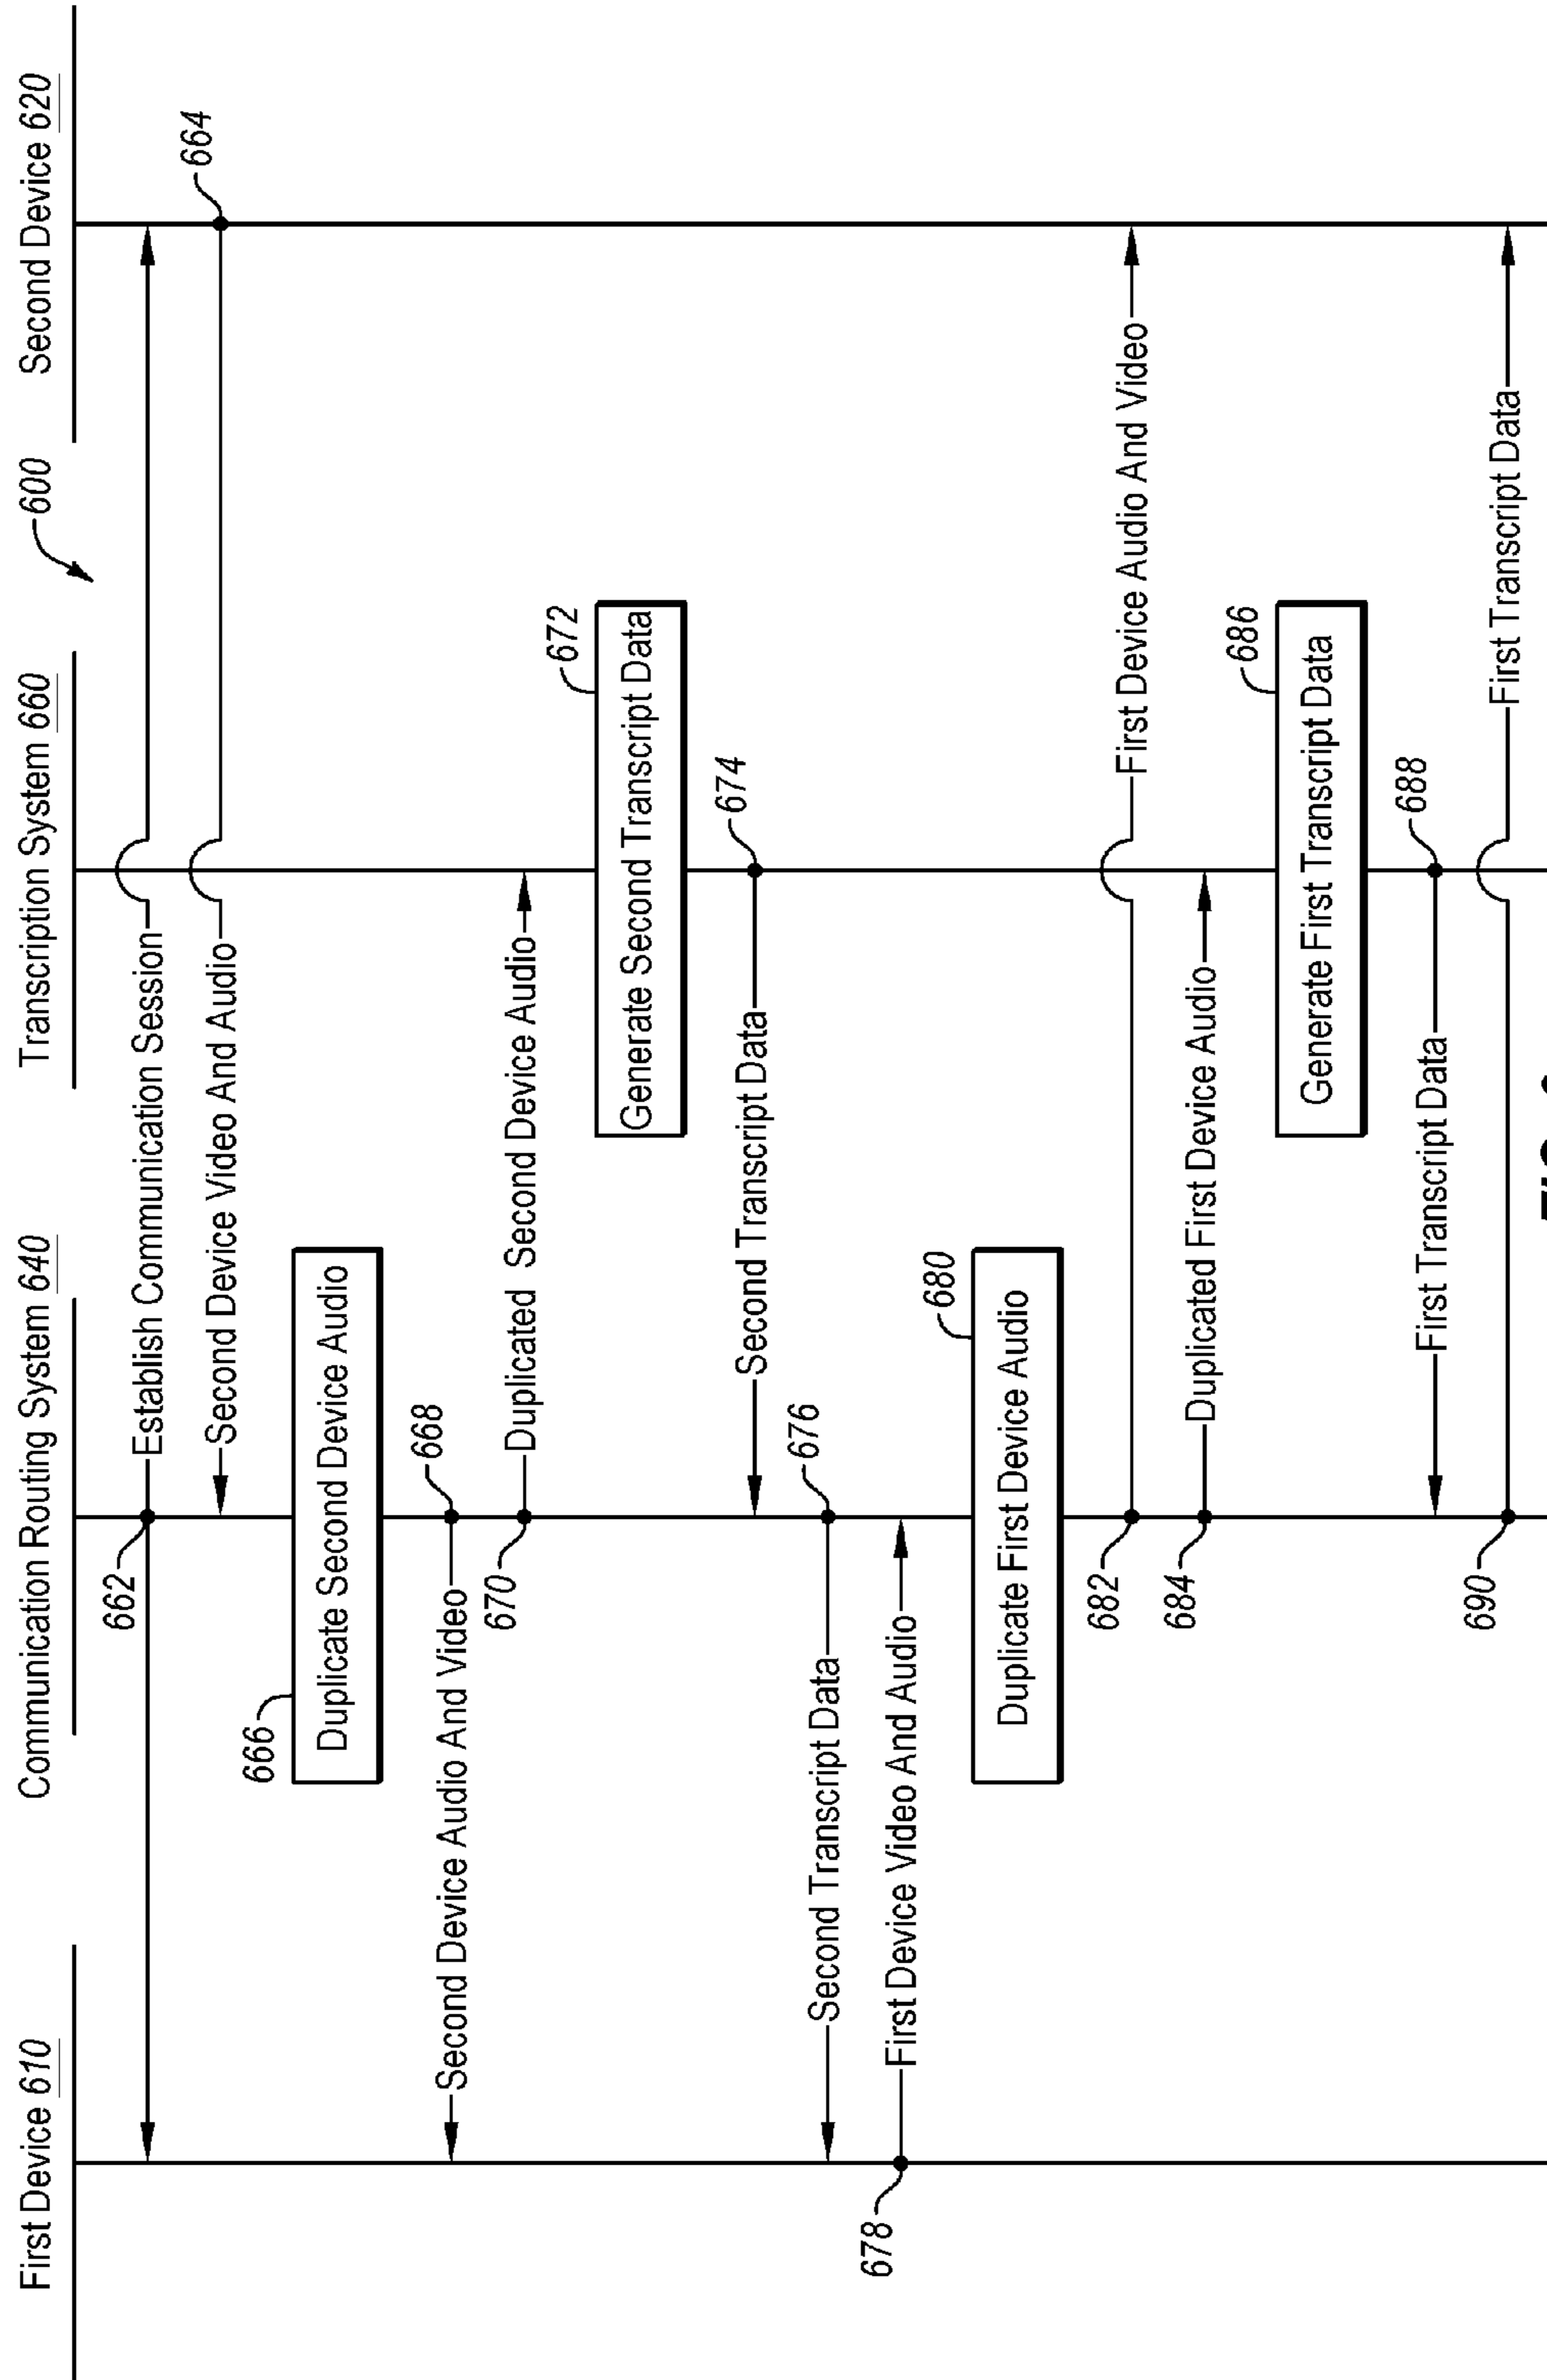 First Device 610
Communication Routing System 640
Transcription System 660
600
Second Device 620
662
Establish Communication Session
Second Device Video And Audio
664
666
Duplicate Second Device Audio
Second Device Audio And Video
668
670
Duplicated Second Device Audio
672
Generate Second Transcript Data
Second Transcript Data
674
Second Transcript Data
676
678
First Device Video And Audio
680
Duplicate First Device Audio
682
First Device Audio And Video
684
Duplicated First Device Audio
686
Generate First Transcript Data
First Transcript Data
688
690
First Transcript Data